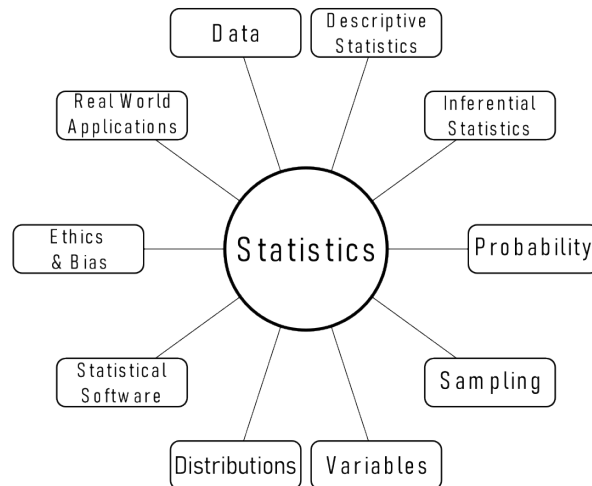 Data
Descriptive
Statistics
Real World
Applications
Inferential
Statistics
Ethics
& Bias
Statistics
Probability
Statistical
Software
Sampling
Distributions
Variables